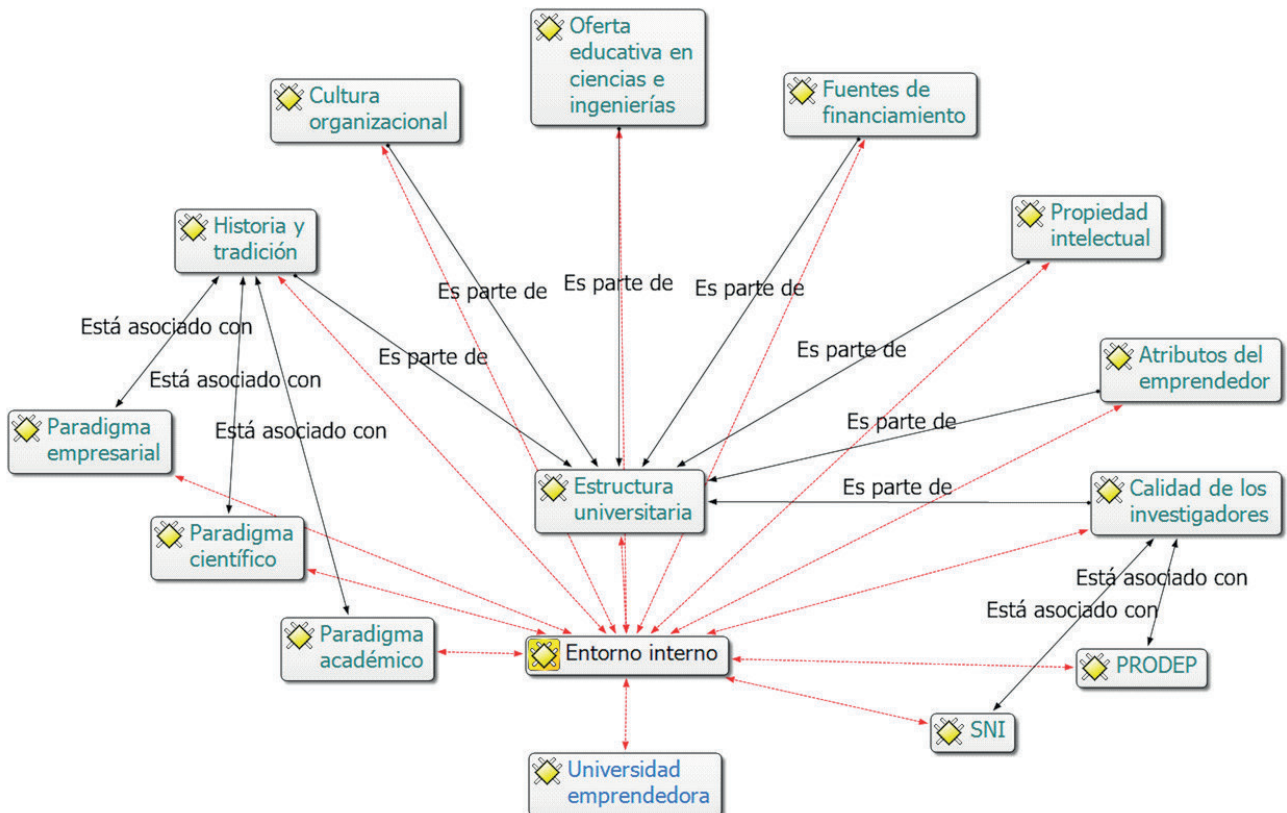 Oferta
educativa en
ciencias e
ingenierías
Cultura
organizacional
Fuentes de
financiamiento
Historia y
tradición
Propiedad
intelectual
Es parte de
Es parte de
Es parte de
Está asociado con
Es parte de
Es parte de
Atributos del
emprendedor
Está asociado con
Paradigma
empresarial
Está asociado con
Es parte de
Estructura
universitaria
Es parte de
Calidad de los
investigadores
Paradigma
científico
Está asociado con
Está asociado con
Paradigma
académico
Entorno interno
PRODEP
SNI
Universidad
emprendedora